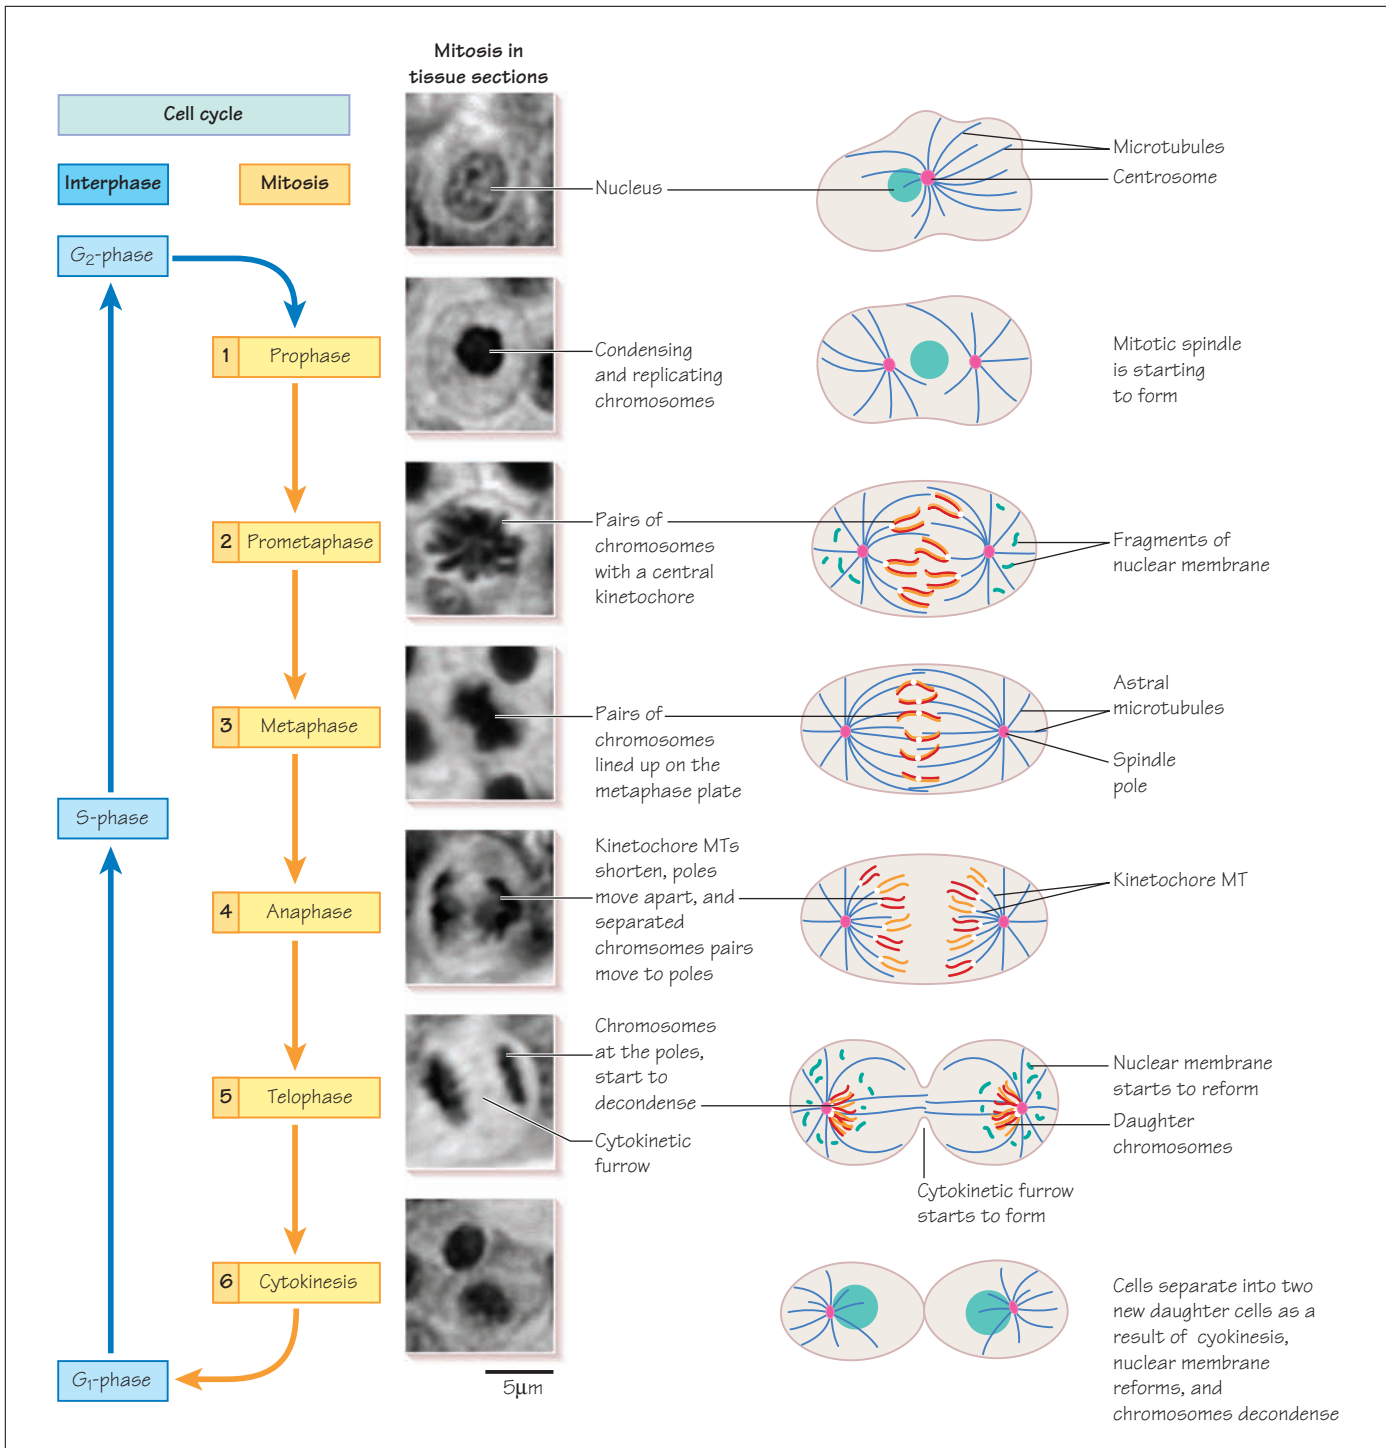 Mitosis in
tissue sections
Cell cycle
Interphase
Mitosis
G₂-phase
1 Prophase
2 Prometaphase
3 Metaphase
S-phase
4 Anaphase
5 Telophase
6 Cytokinesis
G₁-phase
Nucleus
Microtubules
Centrosome
Condensing
and replicating
chromosomes
Mitotic spindle
is starting
to form
Pairs of
chromosomes
with a central
kinetochore
Fragments of
nuclear membrane
Pairs of
chromosomes
lined up on the
metaphase plate
Astral
microtubules
Spindle
pole
Kinetochore MTs
shorten, poles
move apart, and
separated
chromsomes pairs
move to poles
Kinetochore MT
Chromosomes
at the poles,
start to
decondense
Cytokinetic
furrow
Nuclear membrane
starts to reform
Daughter
chromosomes
Cytokinetic furrow
starts to form
Cells separate into two
new daughter cells as a
result of cyokinesis,
nuclear membrane
reforms, and
chromosomes decondense
5μm